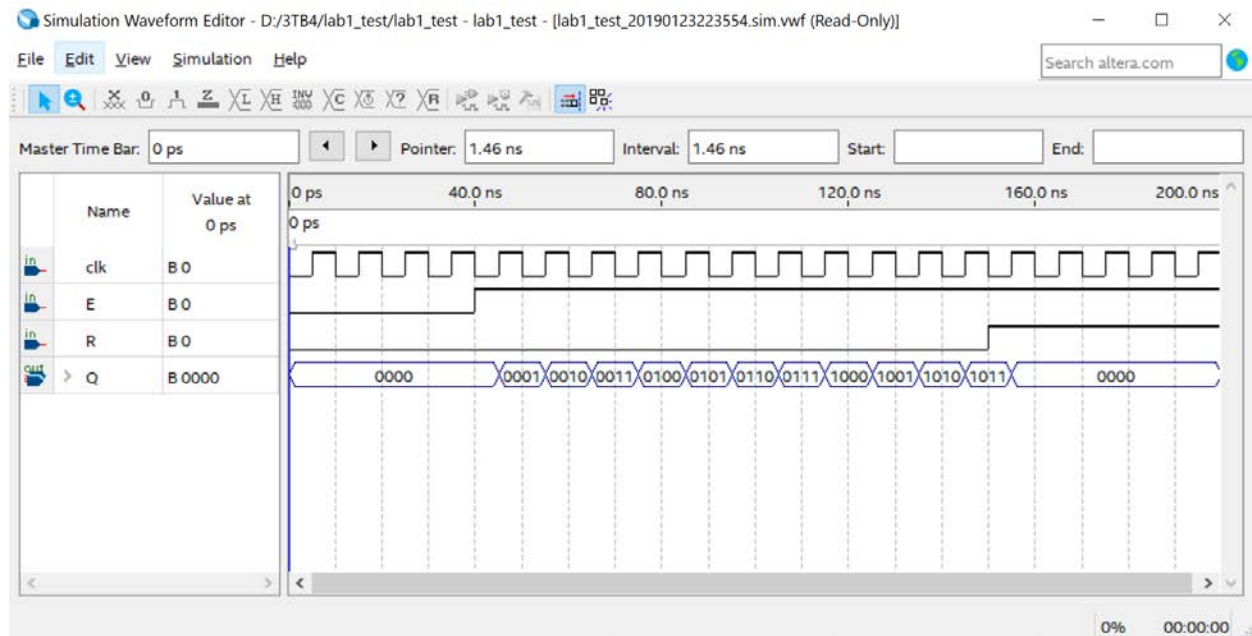 Simulation Waveform Editor - D:/3TB4/lab1_test/lab1_test - lab1_test - [lab1_test_20190123223554.sim.vwf (Read-Only)]
File Edit View Simulation Help
Search altera.com
Master Time Bar: 0 ps Pointer: 1.46 ns Interval: 1.46 ns Start: End:
Name Value at 0 ps
0 ps 40.0 ns 80.0 ns 120.0 ns 160.0 ns 200.0 ns
0 ps
in clk B 0
in E B 0
in R B 0
out > Q B 0000 0000 0001 0010 0011 0100 0101 0110 0111 1000 1001 1010 1011 0000
0% 00:00:00